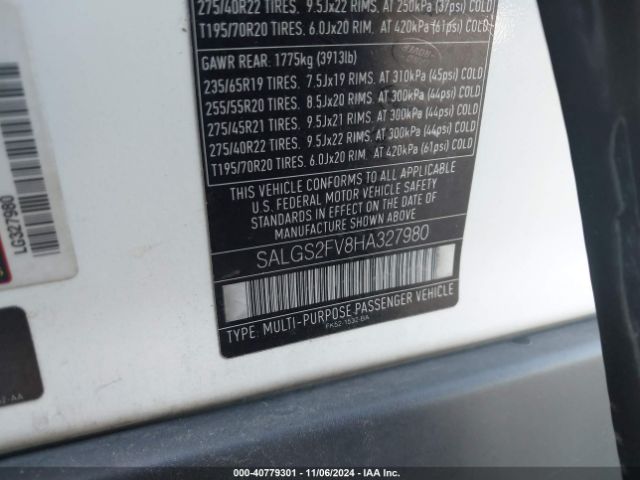 275/40R22 TIRES. 9.5Jx22 RIMS. AT 250kPa (37psi) COLD
T195/70R20 TIRES. 6.0Jx20 RIM. AT 420kPa (61psi) COLD
GAWR REAR. 1775kg (3913lb)
235/65R19 TIRES. 7.5Jx19 RIMS. AT 310kPa (45psi) COLD
255/55R20 TIRES. 8.5Jx20 RIMS. AT 300kPa (44psi) COLD
275/45R21 TIRES. 9.5Jx21 RIMS. AT 300kPa (44psi) COLD
275/40R22 TIRES. 9.5Jx22 RIMS. AT 300kPa (44psi) COLD
T195/70R20 TIRES. 6.0Jx20 RIM. AT 420kPa (61psi) COLD
THIS VEHICLE CONFORMS TO ALL APPLICABLE
U.S. FEDERAL MOTOR VEHICLE SAFETY
STANDARDS IN EFFECT ON THE DATE OF
MANUFACTURE SHOWN ABOVE.
SALGS2FV8HA327980
TYPE: MULTI-PURPOSE PASSENGER VEHICLE
FK52-1532-BA
LG327980
000-40779301 - 11/06/2024 - IAA Inc.